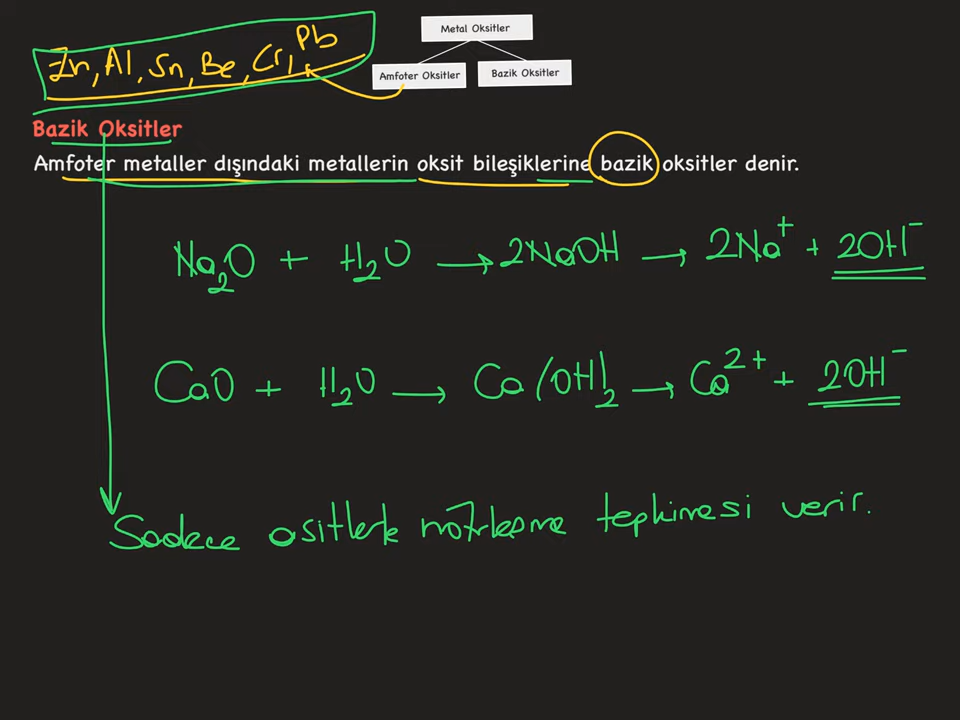 Metal Oksitler
Zn, Al, Sn, Be, Cr, Pb
Amfoter Oksitler
Bazik Oksitler
Bazik Oksitler
Amfoter metaller dışındaki metallerin oksit bileşiklerine bazik oksitler denir.
Na₂O + H₂O → 2NaOH → 2Na⁺ + 2OH⁻
CaO + H₂O → Ca(OH)₂ → Ca²⁺ + 2OH⁻
Sadece asitlerle nötrleşme tepkimesi verir.